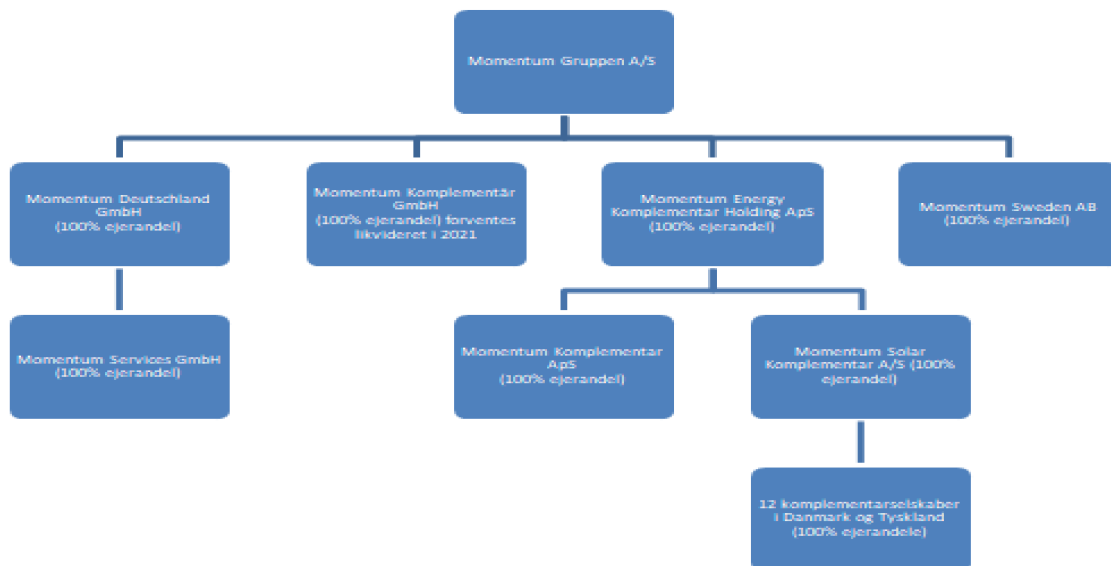 Momentum Gruppen A/S
Momentum Deutschland
GmbH
(100% ejerandel)
Momentum Komplementär
GmbH
(100% ejerandel) forventes
likvideret i 2021
Momentum Energy
Komplementar Holding ApS
(100% ejerandel)
Momentum Sweden AB
(100% ejerandel)
Momentum Services GmbH
(100% ejerandel)
Momentum Komplementar
ApS
(100% ejerandel)
Momentum Solar
Komplementar A/S (100%
ejerandel)
12 komplementarselskaber
i Danmark og Tyskland
(100% ejerandele)